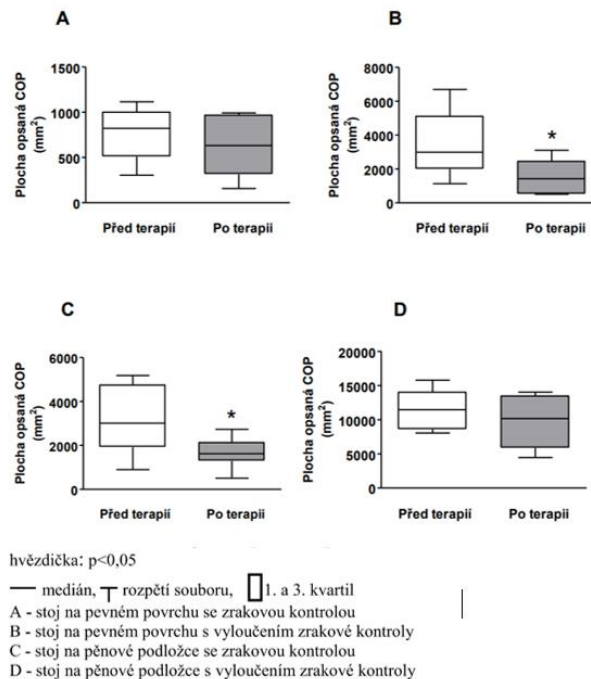 A
Plocha opsaná COP
(mm²)
1500
1000
500
0
Před terapií
Po terapii
B
Plocha opsaná COP
(mm²)
8000
6000
4000
2000
0
*
Před terapií
Po terapii
C
Plocha opsaná COP
(mm²)
6000
4000
2000
0
*
Před terapií
Po terapii
D
Plocha opsaná COP
(mm²)
20000
15000
10000
5000
0
Před terapií
Po terapii
hvězdička: p<0,05
medián, rozpětí souboru, 1. a 3. kvartil
A - stoj na pevném povrchu se zrakovou kontrolou
B - stoj na pevném povrchu s vyloučením zrakové kontroly
C - stoj na pěnové podložce se zrakovou kontrolou
D - stoj na pěnové podložce s vyloučením zrakové kontroly